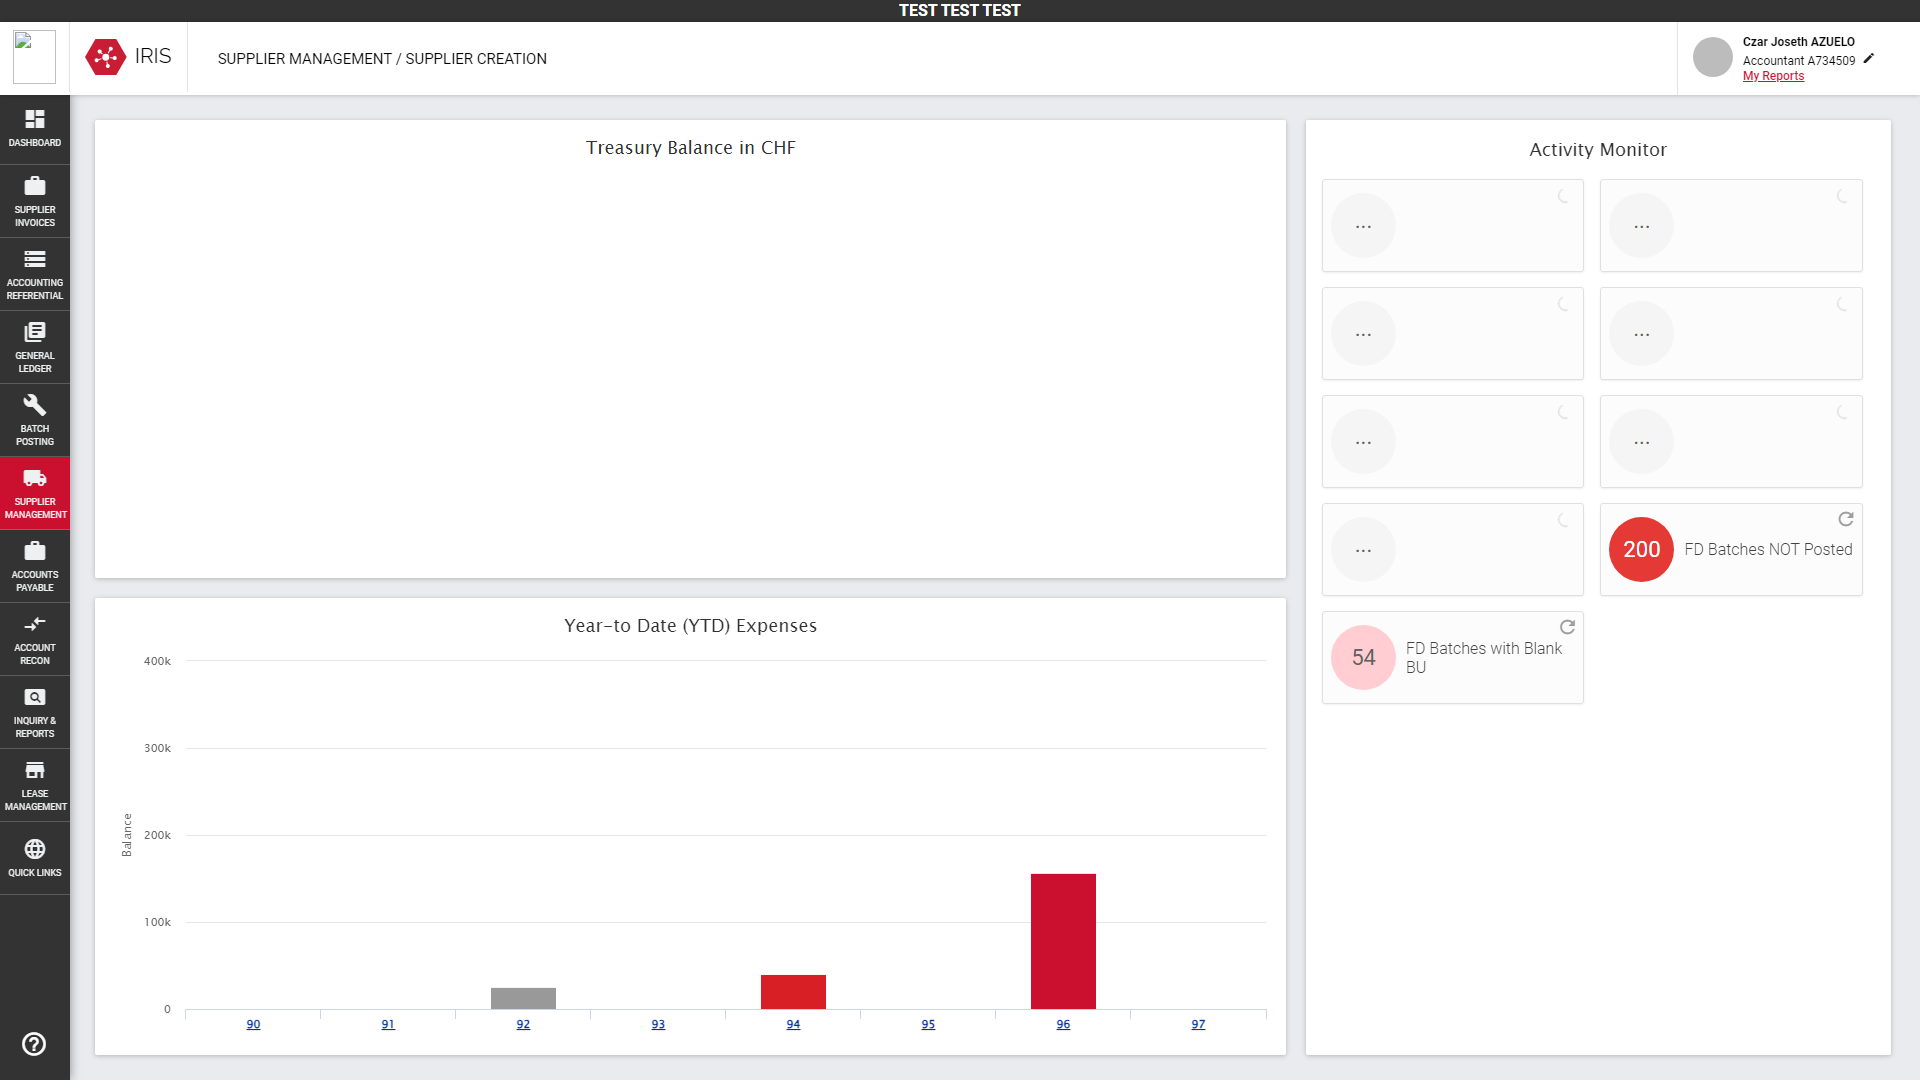 TEST TEST TEST
IRIS
SUPPLIER MANAGEMENT / SUPPLIER CREATION
Czar Joseth AZUELO
Accountant A734509
My Reports
DASHBOARD
SUPPLIER
INVOICES
ACCOUNTING
REFERENTIAL
GENERAL
LEDGER
BATCH
POSTING
SUPPLIER
MANAGEMENT
ACCOUNTS
PAYABLE
ACCOUNT
RECON
INQUIRY &
REPORTS
LEASE
MANAGEMENT
QUICK LINKS
Treasury Balance in CHF
Year-to Date (YTD) Expenses
Balance
400k
300k
200k
100k
0
90
91
92
93
94
95
96
97
Activity Monitor
...
...
...
...
...
...
...
200
FD Batches NOT Posted
54
FD Batches with Blank
BU